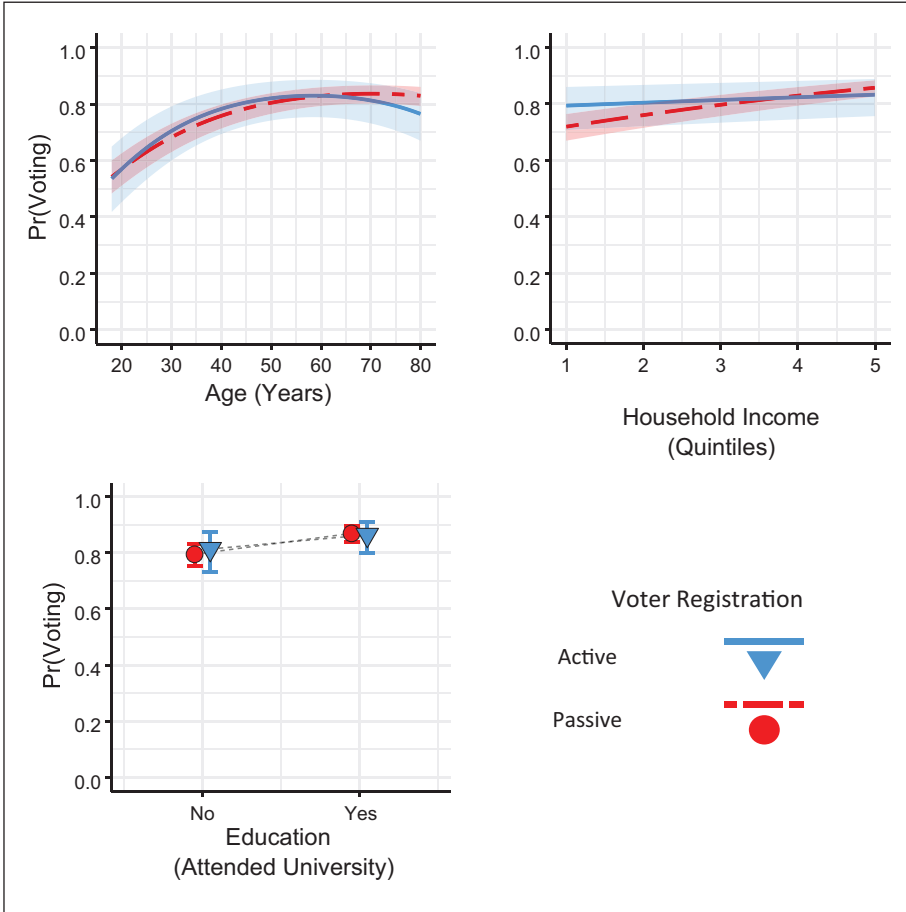 1.0
0.8
0.6
0.4
0.2
0.0
Pr(Voting)
20 30 40 50 60 70 80
Age (Years)
1.0
0.8
0.6
0.4
0.2
0.0
1 2 3 4 5
Household Income
(Quintiles)
1.0
0.8
0.6
0.4
0.2
0.0
Pr(Voting)
No Yes
Education
(Attended University)
Voter Registration
Active
Passive